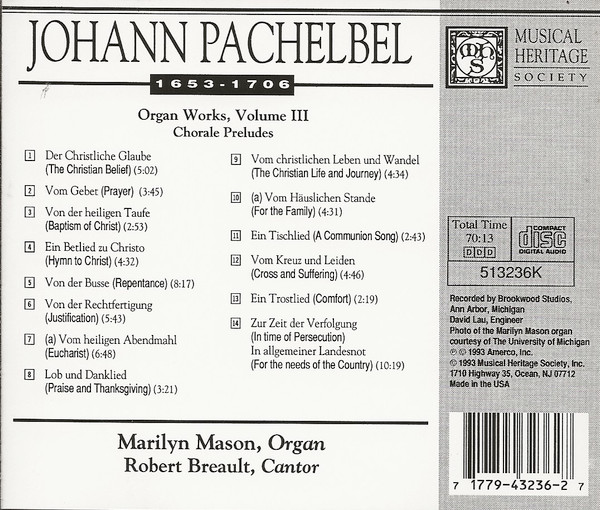 JOHANN PACHELBEL
1653-1706
Organ Works, Volume III
Chorale Preludes
1 Der Christliche Glaube
(The Christian Belief) (5:02)
2 Vom Gebet (Prayer) (3:45)
3 Von der heiligen Taufe
(Baptism of Christ) (2:53)
4 Ein Betlied zu Christo
(Hymn to Christ) (4:32)
5 Von der Busse (Repentance) (8:17)
6 Von der Rechtfertigung
(Justification) (5:43)
7 (a) Vom heiligen Abendmahl
(Eucharist) (6:48)
8 Lob und Danklied
(Praise and Thanksgiving) (3:21)
9 Vom christlichen Leben und Wandel
(The Christian Life and Journey) (4:34)
10 (a) Vom Häuslichen Stande
(For the Family) (4:31)
11 Ein Tischlied (A Communion Song) (2:43)
12 Vom Kreuz und Leiden
(Cross and Suffering) (4:46)
13 Ein Trostlied (Comfort) (2:19)
14 Zur Zeit der Verfolgung
(In time of Persecution)
In allgemeiner Landesnot
(For the needs of the Country) (10:19)
Marilyn Mason, Organ
Robert Breault, Cantor
MUSICAL
HERITAGE
SOCIETY
Total Time
70:13
DDD
COMPACT
disc
DIGITAL AUDIO
513236K
Recorded by Brookwood Studios,
Ann Arbor, Michigan
David Lau, Engineer
Photo of the Marilyn Mason organ
courtesy of The University of Michigan
℗ © 1993 Amerco, Inc.
© 1993 Musical Heritage Society, Inc.
1710 Highway 35, Ocean, NJ 07712
Made in the USA
7 17794-3236-2 7